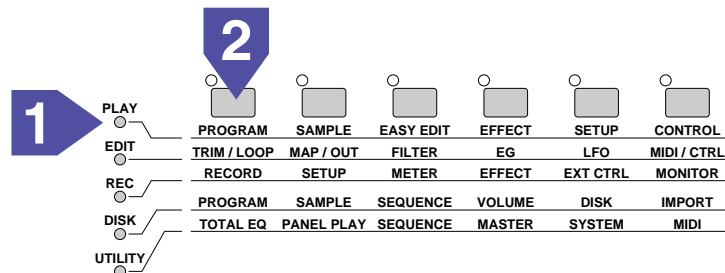 2
1
PLAY
PROGRAM SAMPLE EASY EDIT EFFECT SETUP CONTROL
EDIT
TRIM / LOOP MAP / OUT FILTER EG LFO MIDI / CTRL
REC
RECORD SETUP METER EFFECT EXT CTRL MONITOR
DISK
PROGRAM SAMPLE SEQUENCE VOLUME DISK IMPORT
UTILITY
TOTAL EQ PANEL PLAY SEQUENCE MASTER SYSTEM MIDI